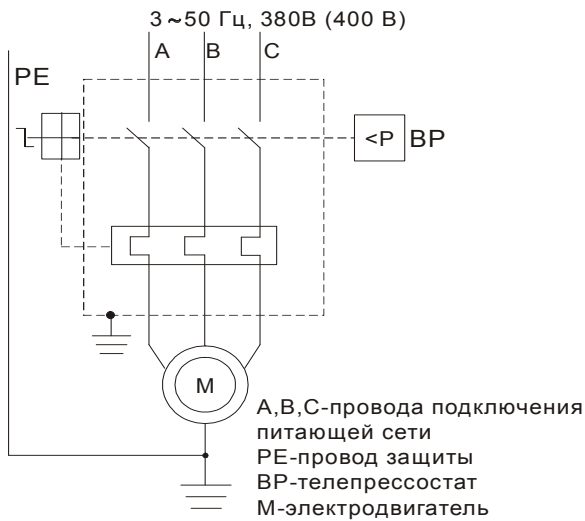 3 ~50 Гц, 380В (400 В)
A B C
PE
<P BP
M
A,B,C-провода подключения
питающей сети
PE-провод защиты
BP-телепрессостат
M-электродвигатель